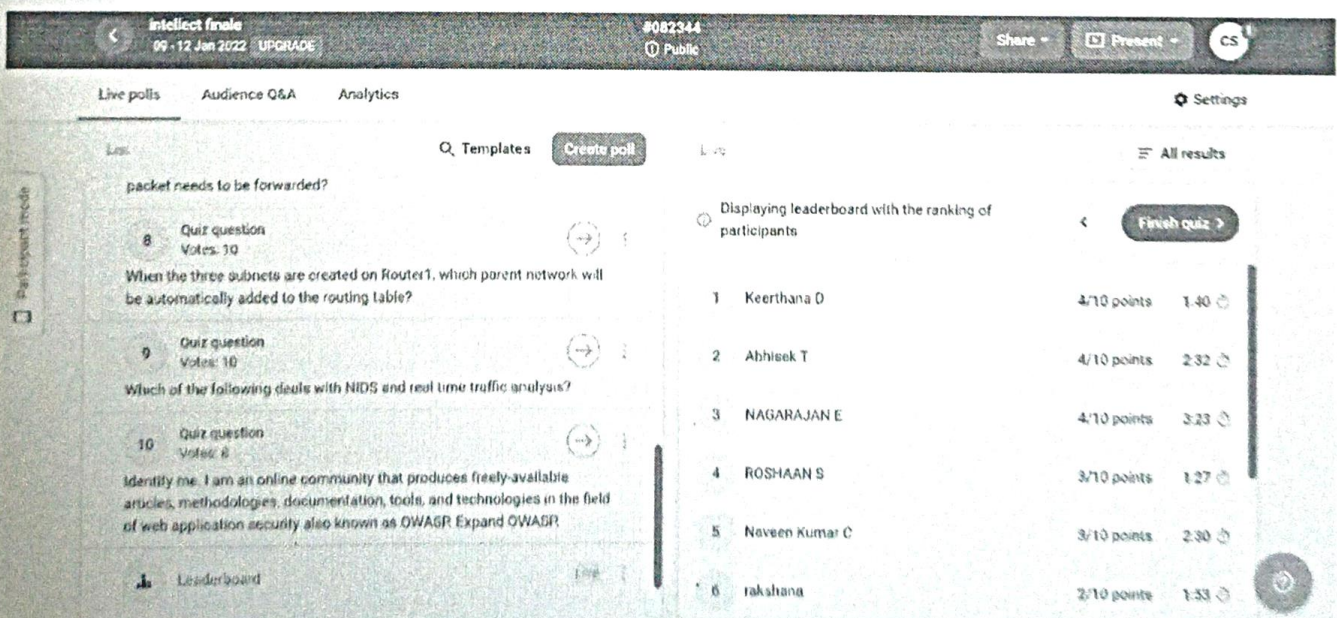 intellect finale
09 - 12 Jan 2022 UPGRADE
#082344
Public
Share
Present
CS
Live polls
Audience Q&A
Analytics
Settings
Templates
Create poll
packet needs to be forwarded?
8
Quiz question
Votes: 10
When the three subnets are created on Router1, which parent network will
be automatically added to the routing table?
9
Quiz question
Votes: 10
Which of the following deals with NIDS and real time traffic analysis?
10
Quiz question
Votes: 8
Identify me. I am an online community that produces freely-available
articles, methodologies, documentation, tools, and technologies in the field
of web application security also known as OWASP. Expand OWASP.
Leaderboard
Live
Live
All results
Displaying leaderboard with the ranking of
participants
Finish quiz
1 Keerthana D 4/10 points 1:40
2 Abhisek T 4/10 points 2:32
3 NAGARAJAN E 4/10 points 3:23
4 ROSHAAN S 3/10 points 1:27
5 Naveen Kumar C 3/10 points 2:30
6 rakshana 2/10 points 1:53